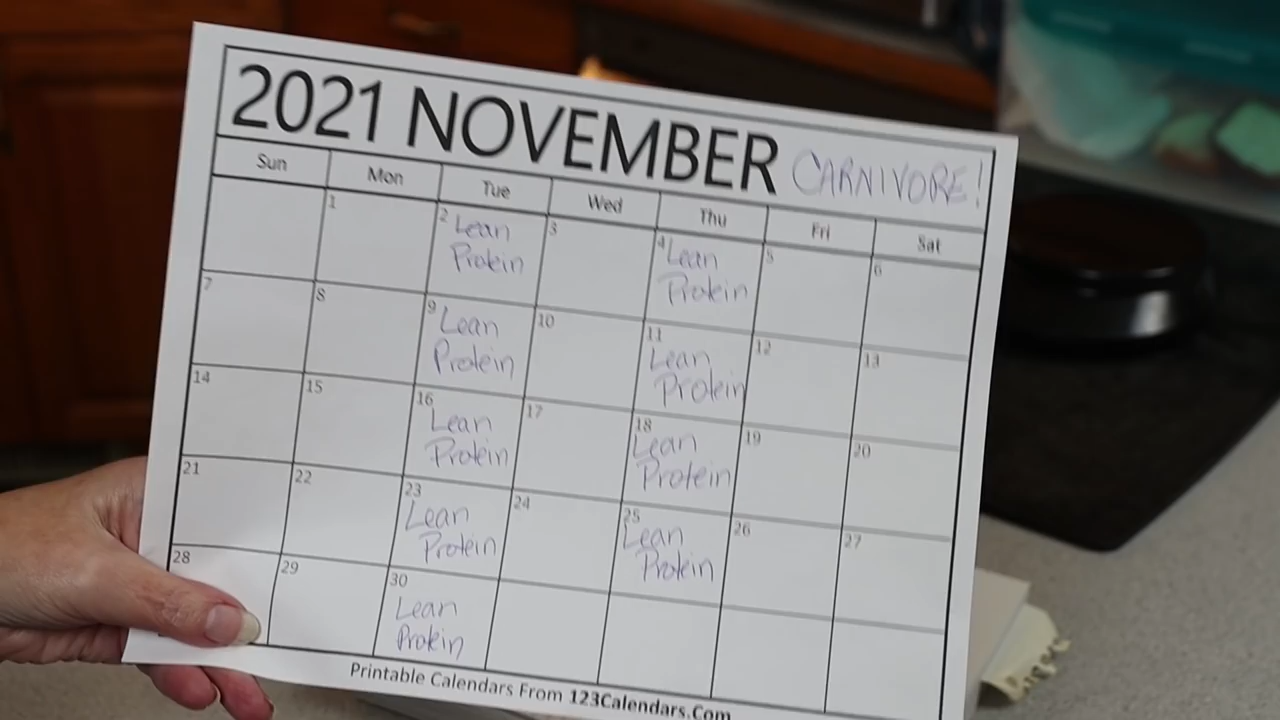 2021 NOVEMBER CARNIVORE!
Sun Mon Tue Wed Thu Fri Sat
1 2 Lean Protein 3 4 Lean Protein 5 6
7 8 9 Lean Protein 10 11 Lean Protein 12 13
14 15 16 Lean Protein 17 18 Lean Protein 19 20
21 22 23 Lean Protein 24 25 Lean Protein 26 27
28 29 30 Lean Protein
Printable Calendars From 123Calendars.Com